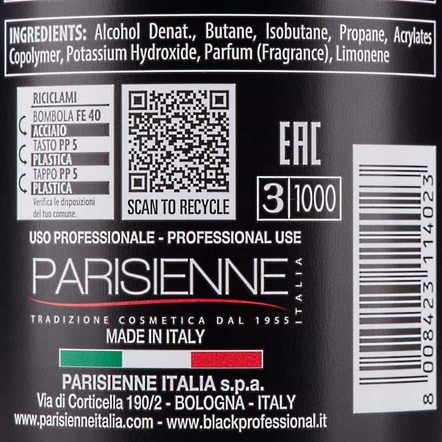 INGREDIENTS: Alcohol Denat., Butane, Isobutane, Propane, Acrylates
Copolymer, Potassium Hydroxide, Parfum (Fragrance), Limonene
RICICLAMI
BOMBOLA FE 40
ACCIAIO
TASTO PP 5
PLASTICA
TAPPO PP 5
PLASTICA
Verifica le disposizioni
del tuo comune.
SCAN TO RECYCLE
EAC
3 1000
USO PROFESSIONALE - PROFESSIONAL USE
PARISIENNE
ITALIA
TRADIZIONE COSMETICA DAL 1955
MADE IN ITALY
PARISIENNE ITALIA s.p.a.
Via di Corticella 190/2 - BOLOGNA - ITALY
www.parisienneitalia.com - www.blackprofessional.it
8 008423 114023